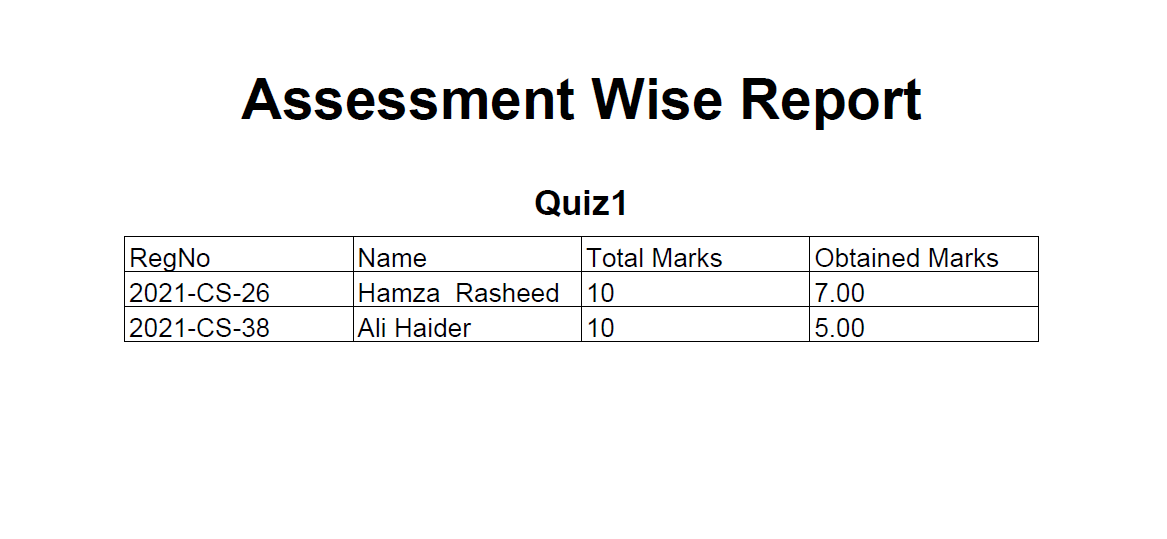 Assessment Wise Report
Quiz1
RegNo Name Total Marks Obtained Marks
2021-CS-26 Hamza  Rasheed 10 7.00
2021-CS-38 Ali Haider 10 5.00